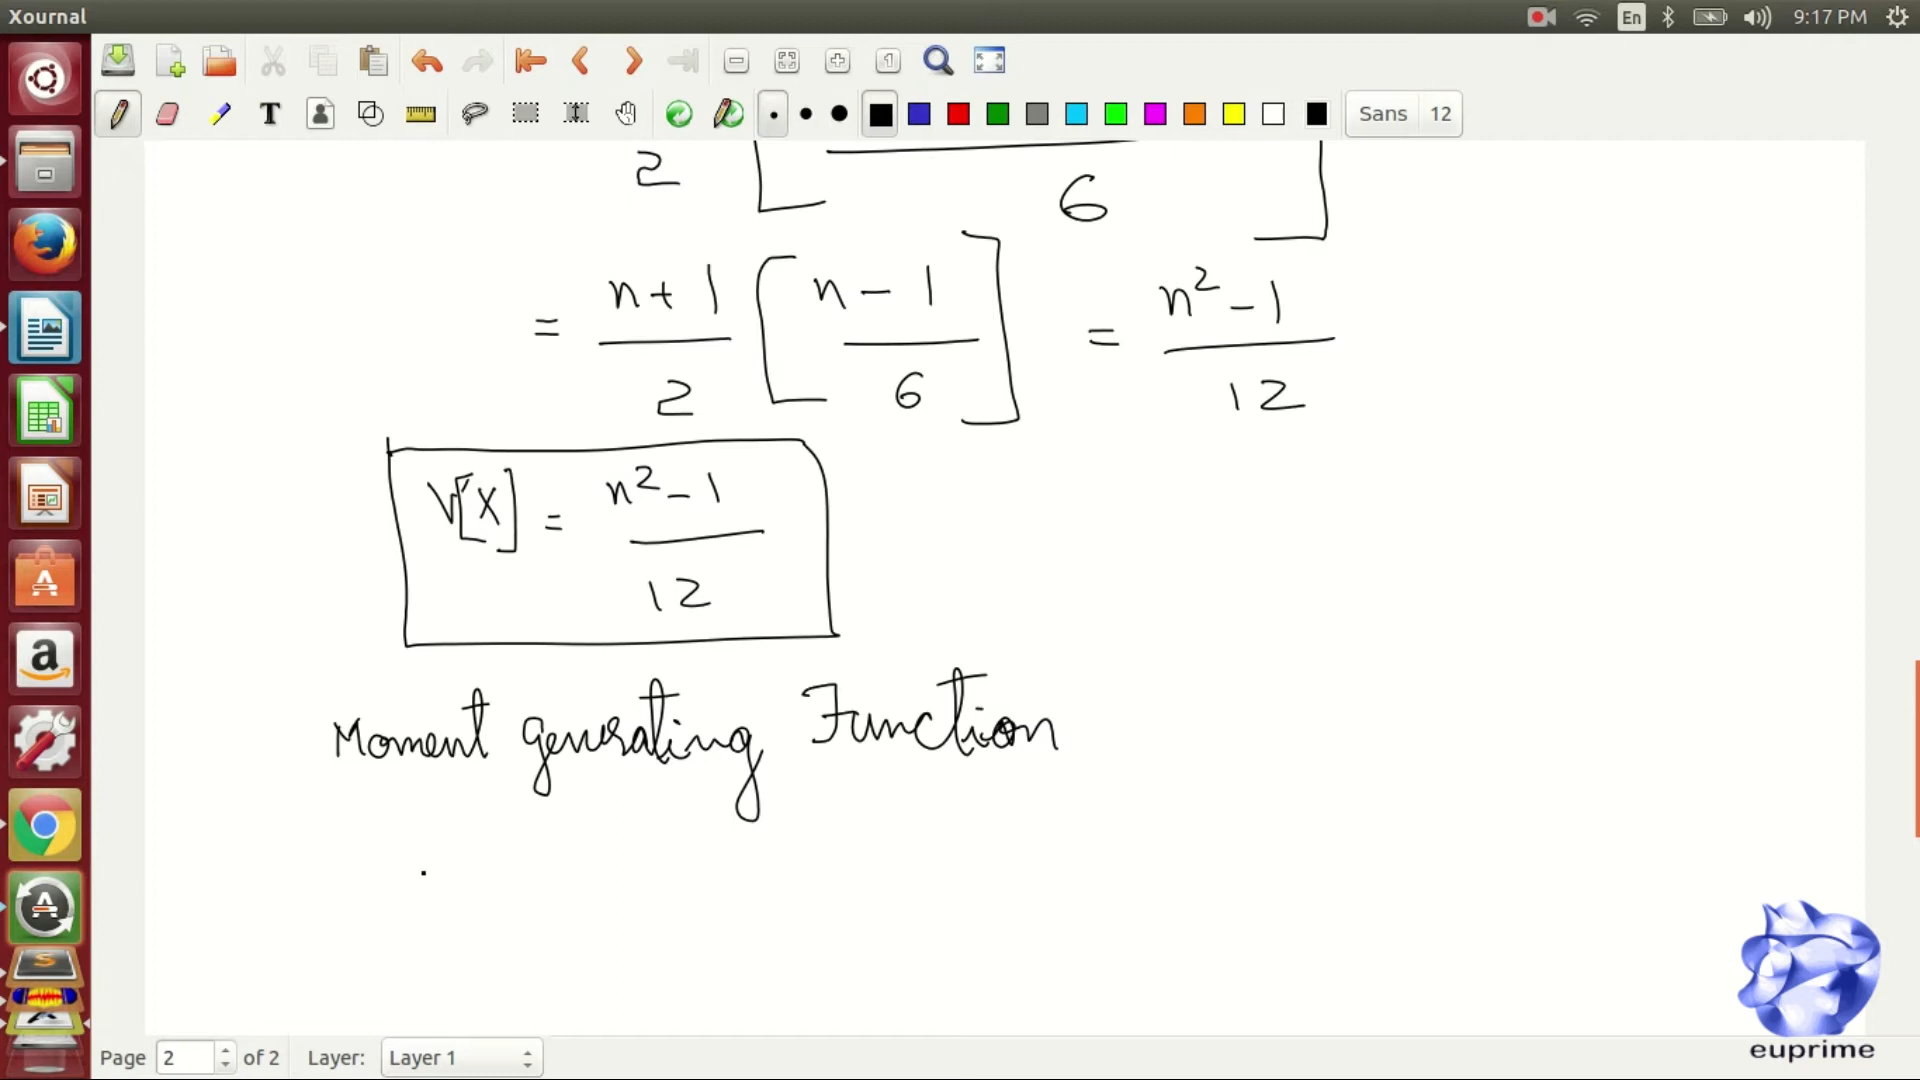 Xournal
En
9:17 PM
Sans 12
2 [ 6 ]
= n+1/2 [ n-1/6 ] = n²-1/12
V[X] = n²-1/12
Moment generating Function
euprime
Page 2 of 2 Layer: Layer 1